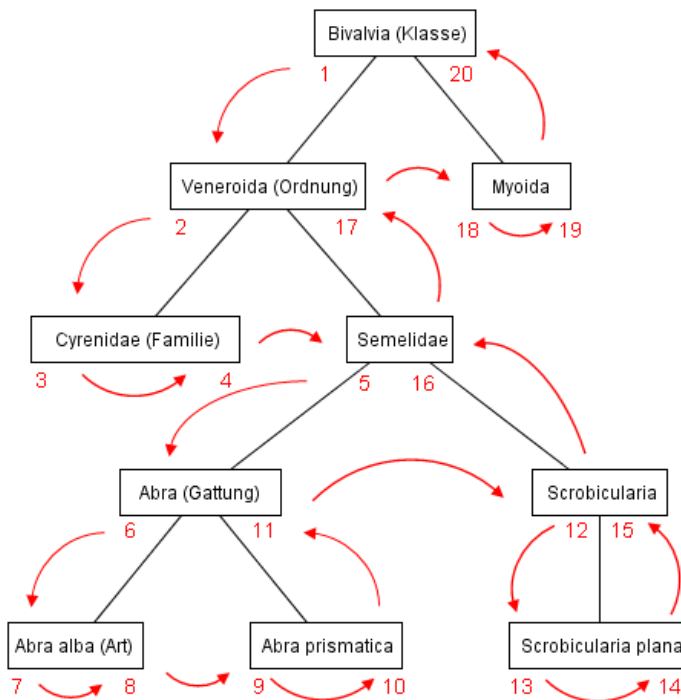 Bivalvia (Klasse)
1 20
Veneroida (Ordnung) Myoida
2 17 18 19
Cyrenidae (Familie) Semelidae
3 4 5 16
Abra (Gattung) Scrobicularia
6 11 12 15
Abra alba (Art) Abra prismatica Scrobicularia plana
7 8 9 10 13 14